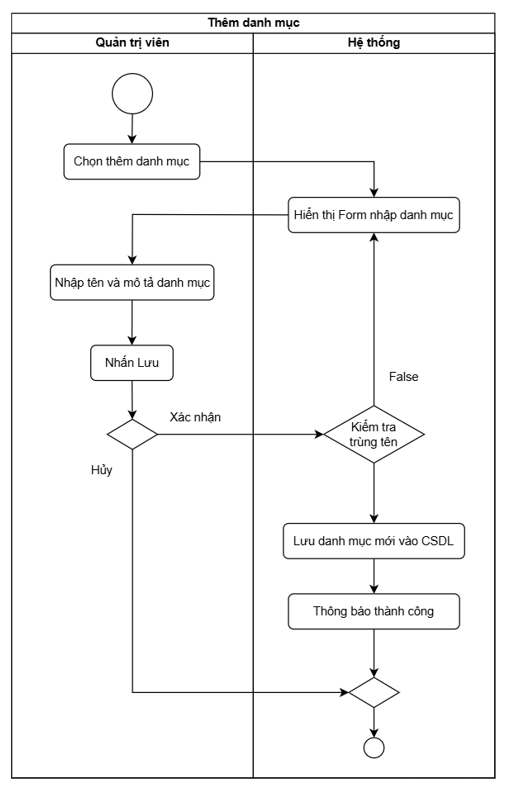 Thêm danh mục
Quản trị viên
Hệ thống
Chọn thêm danh mục
Hiển thị Form nhập danh mục
Nhập tên và mô tả danh mục
Nhấn Lưu
False
Xác nhận
Kiểm tra
trùng tên
Hủy
Lưu danh mục mới vào CSDL
Thông báo thành công